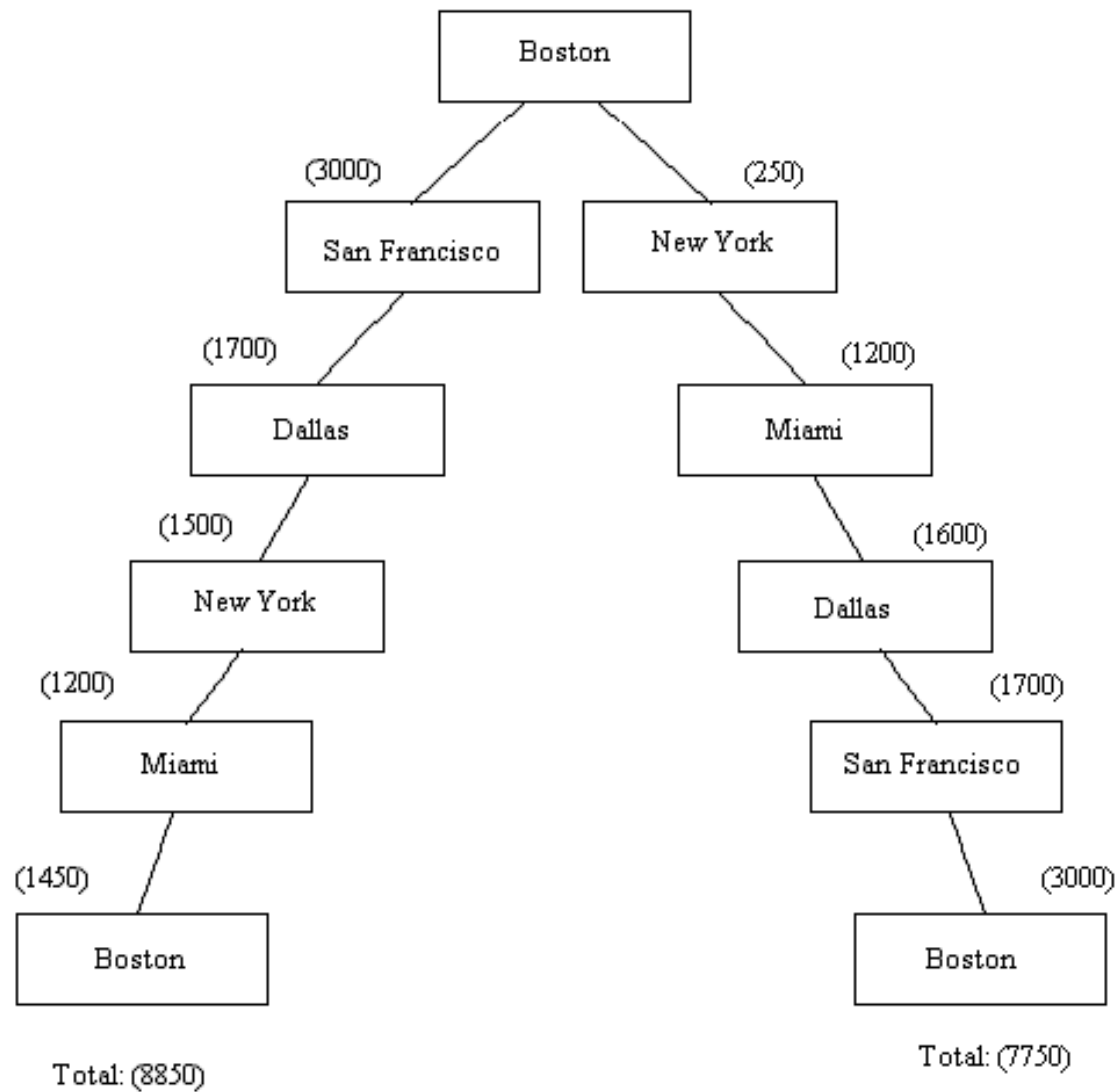 Boston
(3000)
(250)
San Francisco
New York
(1700)
(1200)
Dallas
Miami
(1500)
(1600)
New York
Dallas
(1200)
(1700)
Miami
San Francisco
(1450)
(3000)
Boston
Boston
Total: (8850)
Total: (7750)